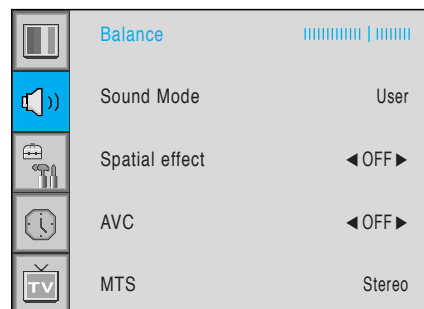 Balance
Sound Mode User
Spatial effect ◀ OFF ▶
AVC ◀ OFF ▶
MTS Stereo
TV